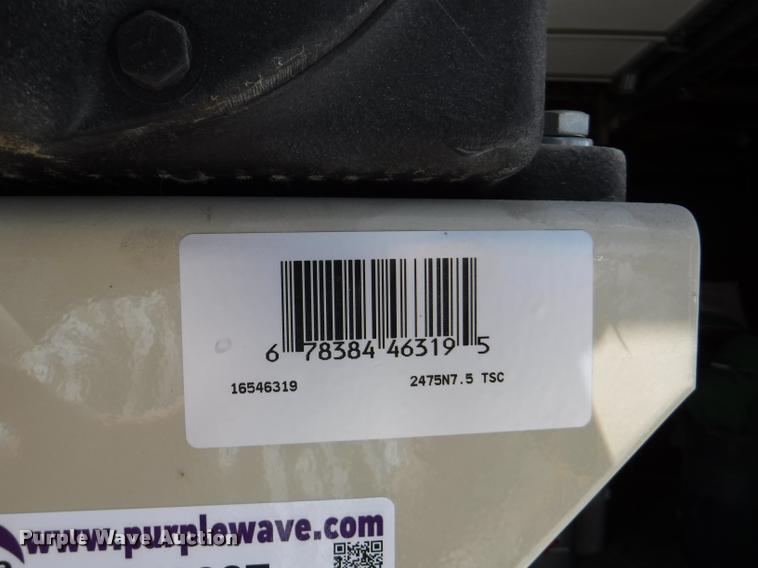 6 78384 46319 5
16546319 2475N7.5 TSC
www.purplewave.com
Purple Wave Auction